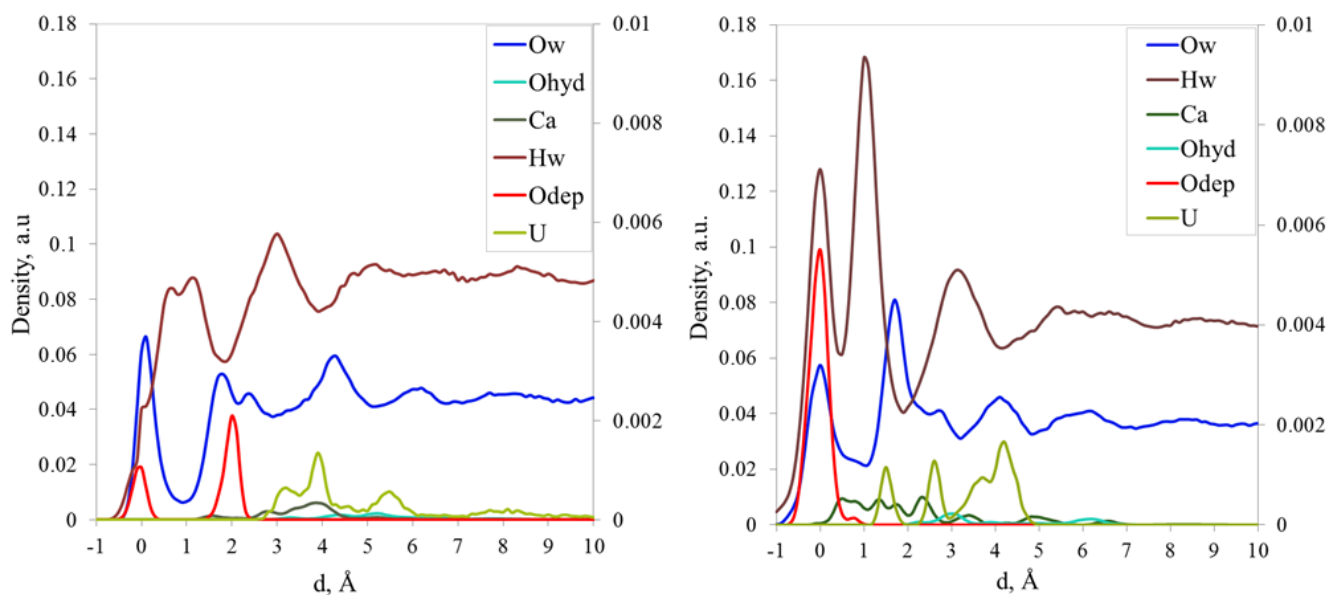 0.18
0.16
0.14
0.12
0.1
0.08
0.06
0.04
0.02
0
Density, a.u
-1 0 1 2 3 4 5 6 7 8 9 10
d, Å
0.01
0.008
0.006
0.004
0.002
0
Ow
Ohyd
Ca
Hw
Odep
U
0.18
0.16
0.14
0.12
0.1
0.08
0.06
0.04
0.02
0
Density, a.u.
-1 0 1 2 3 4 5 6 7 8 9 10
d, Å
0.01
0.008
0.006
0.004
0.002
0
Ow
Hw
Ca
Ohyd
Odep
U